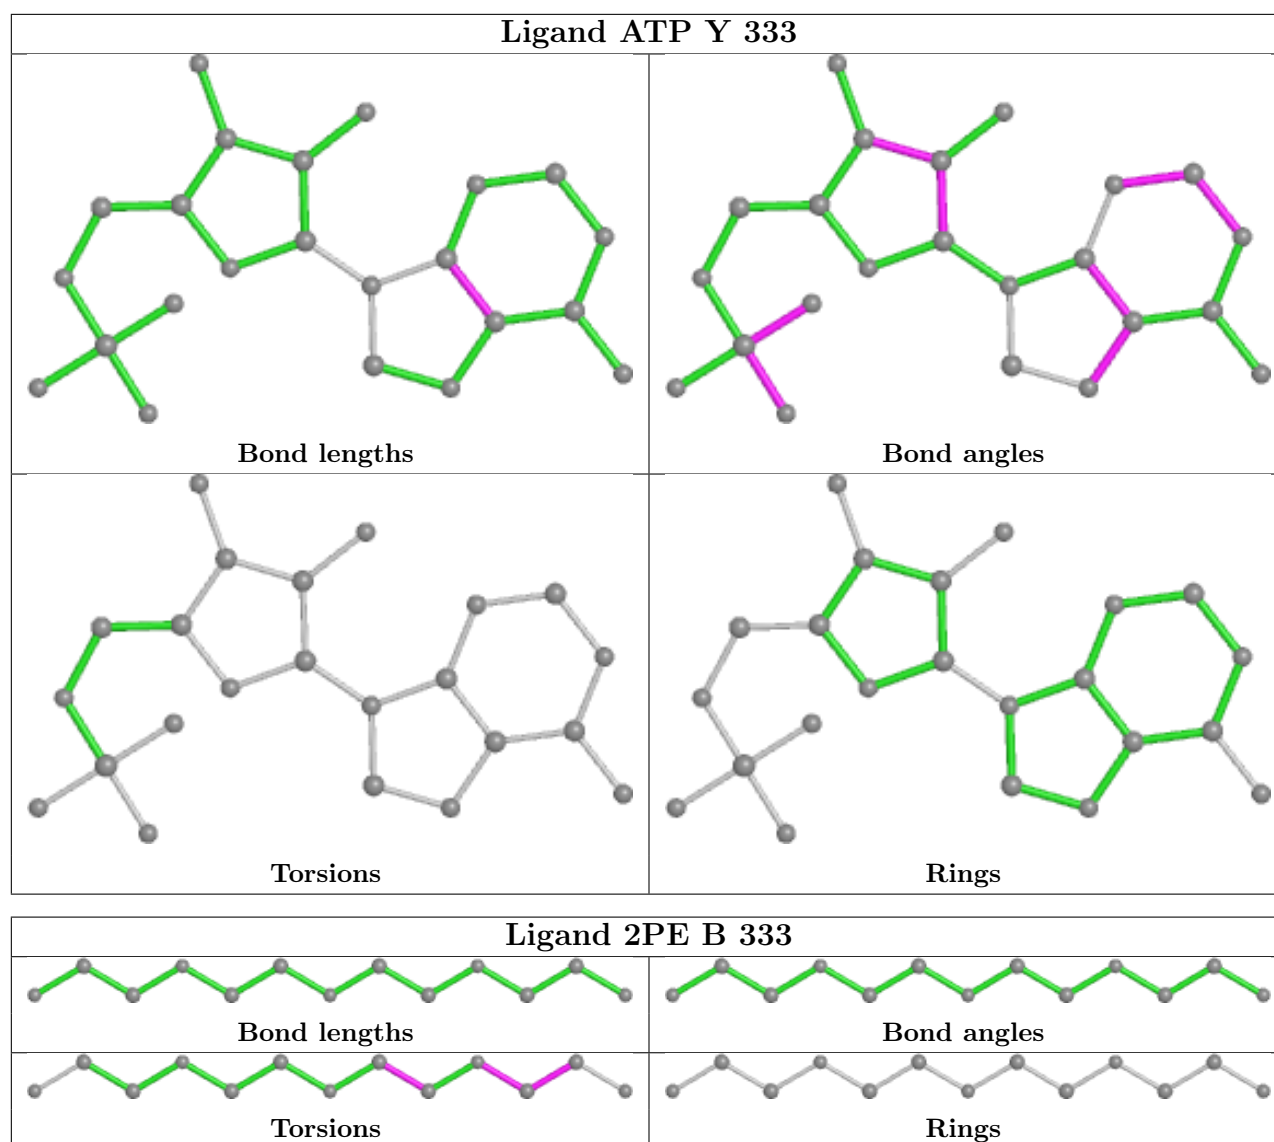 Ligand ATP Y 333
Bond lengths
Bond angles
Torsions
Rings
Ligand 2PE B 333
Bond lengths
Bond angles
Torsions
Rings